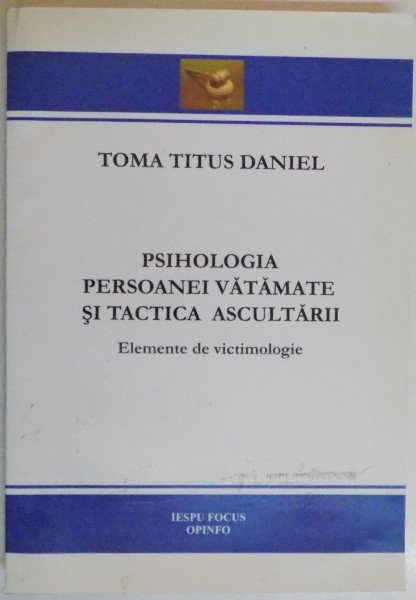 TOMA TITUS DANIEL
PSIHOLOGIA
PERSOANEI VĂTĂMATE
ŞI TACTICA ASCULTĂRII
Elemente de victimologie
IESPU FOCUS
OPINFO